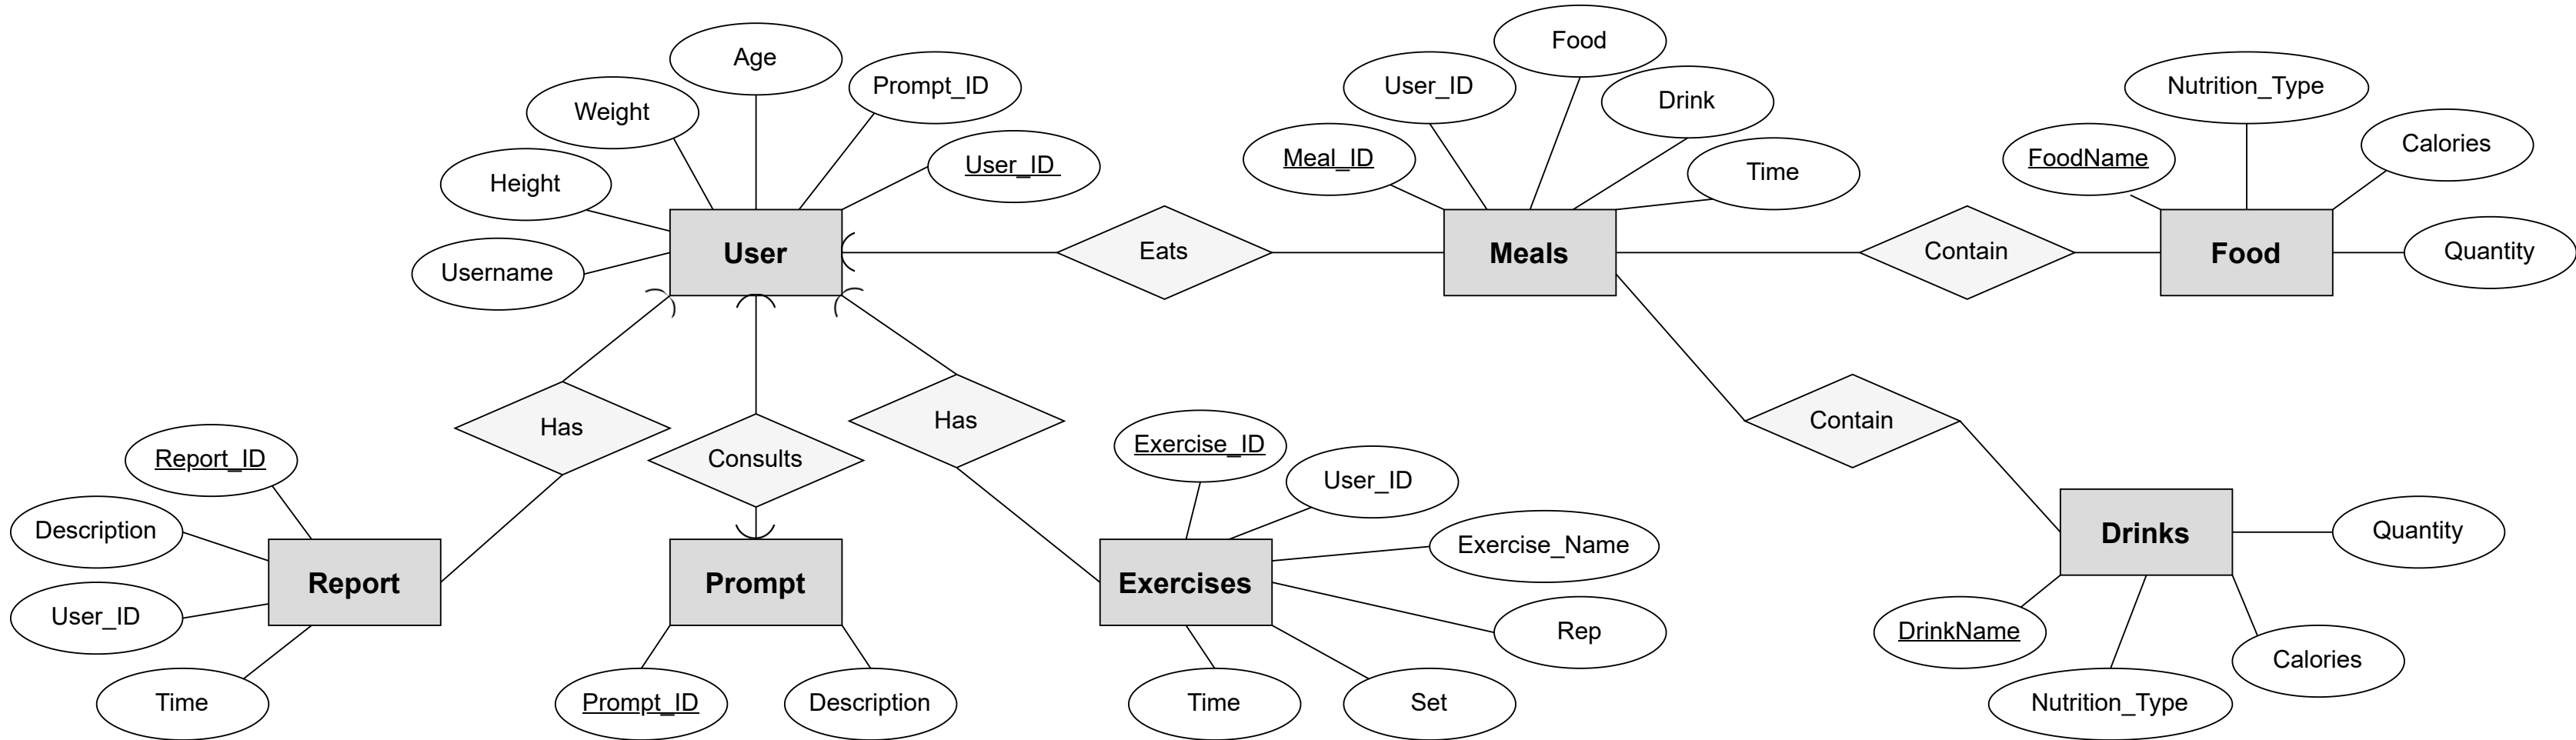 Food
Age
Prompt_ID
User_ID
Nutrition_Type
Weight
Drink
Calories
Height
User_ID
Meal_ID
Time
FoodName
Username
User
Eats
Meals
Contain
Food
Quantity
Has
Consults
Has
Contain
Report_ID
Exercise_ID
User_ID
Description
Exercise_Name
Drinks
Quantity
Report
Prompt
Exercises
User_ID
Rep
DrinkName
Calories
Time
Prompt_ID
Description
Time
Set
Nutrition_Type